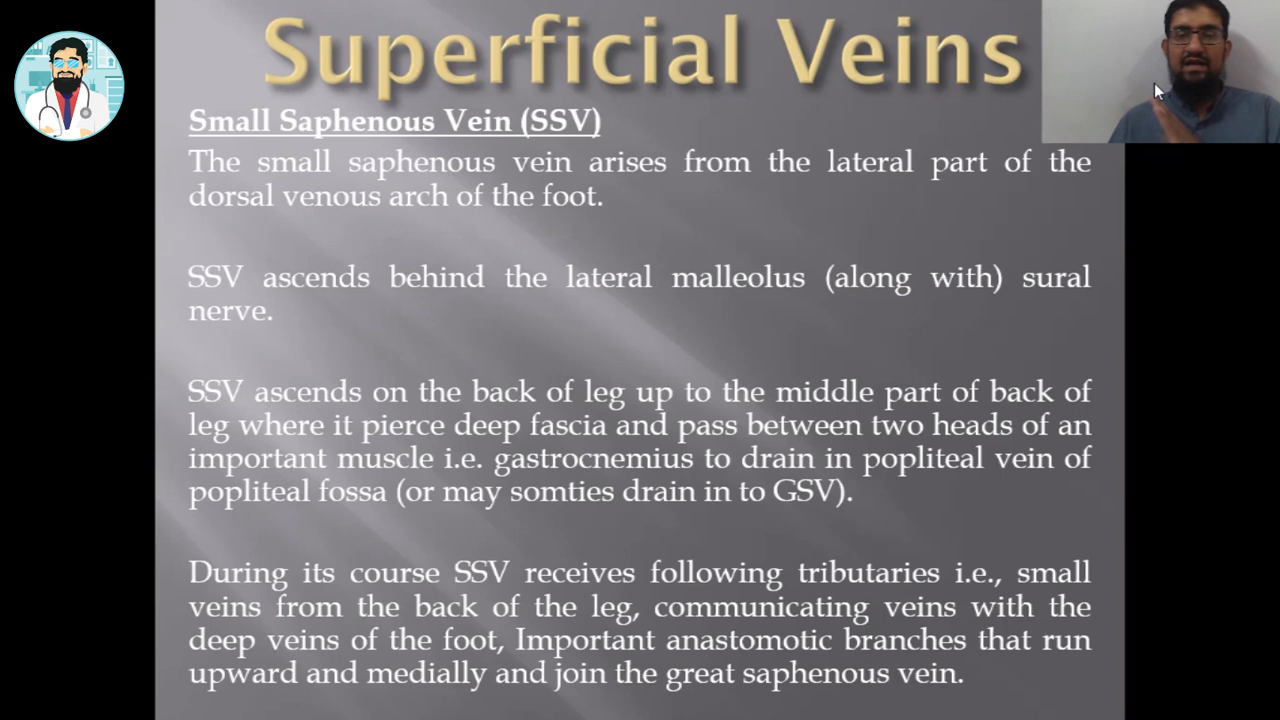 Superficial Veins
Small Saphenous Vein (SSV)
The small saphenous vein arises from the lateral part of the
dorsal venous arch of the foot.
SSV ascends behind the lateral malleolus (along with) sural
nerve.
SSV ascends on the back of leg up to the middle part of back of
leg where it pierce deep fascia and pass between two heads of an
important muscle i.e. gastrocnemius to drain in popliteal vein of
popliteal fossa (or may somties drain in to GSV).
During its course SSV receives following tributaries i.e., small
veins from the back of the leg, communicating veins with the
deep veins of the foot, Important anastomotic branches that run
upward and medially and join the great saphenous vein.